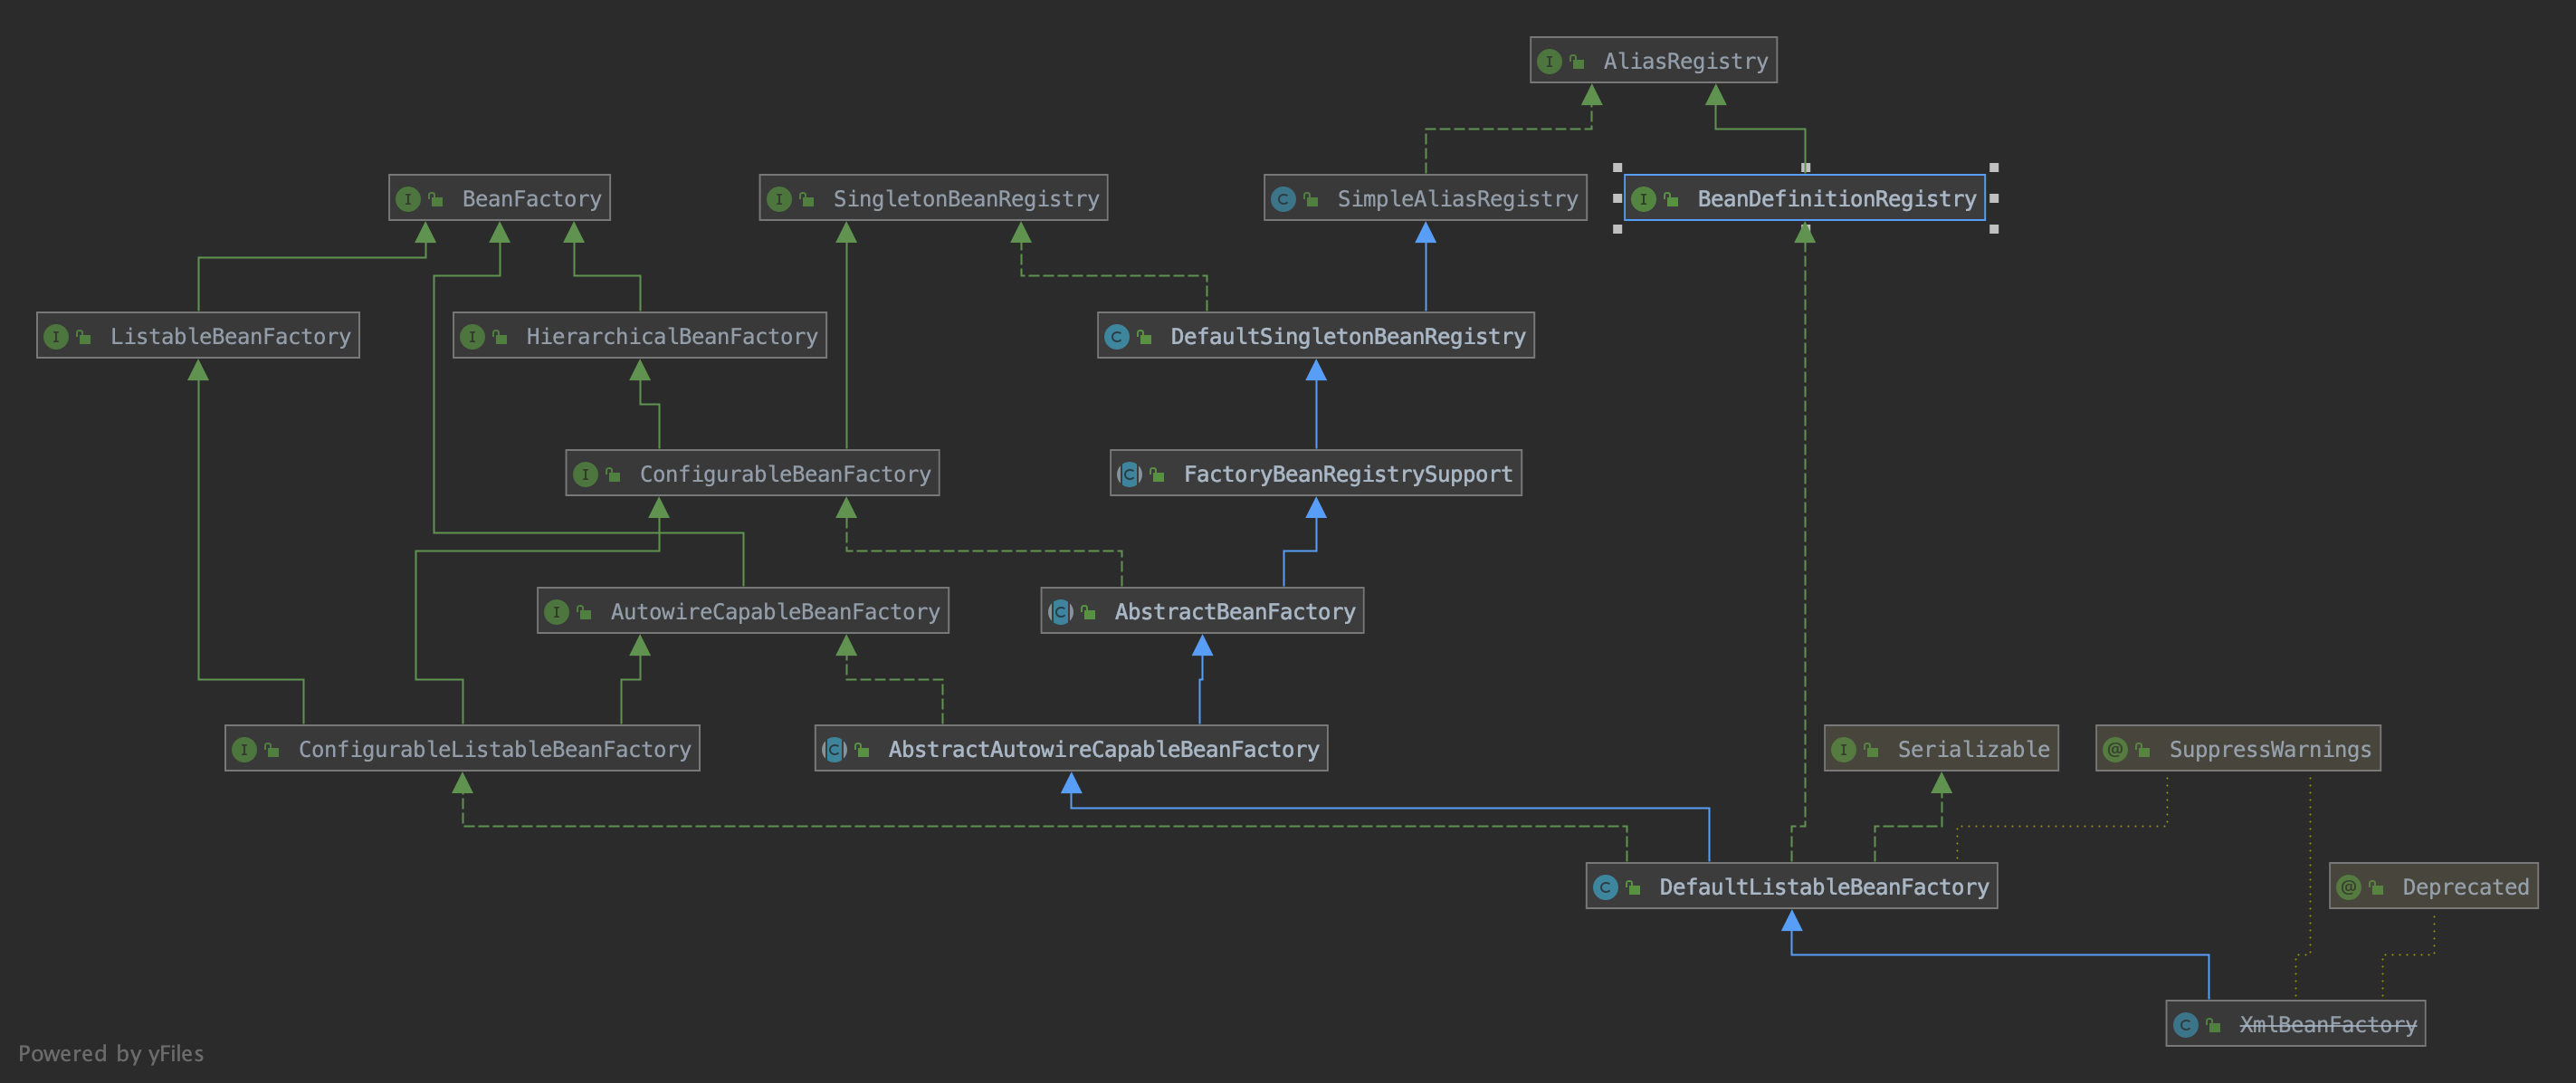 AliasRegistry
BeanFactory
SingletonBeanRegistry
SimpleAliasRegistry
BeanDefinitionRegistry
ListableBeanFactory
HierarchicalBeanFactory
DefaultSingletonBeanRegistry
ConfigurableBeanFactory
FactoryBeanRegistrySupport
AutowireCapableBeanFactory
AbstractBeanFactory
ConfigurableListableBeanFactory
AbstractAutowireCapableBeanFactory
Serializable
SuppressWarnings
DefaultListableBeanFactory
Deprecated
XmlBeanFactory
Powered by yFiles